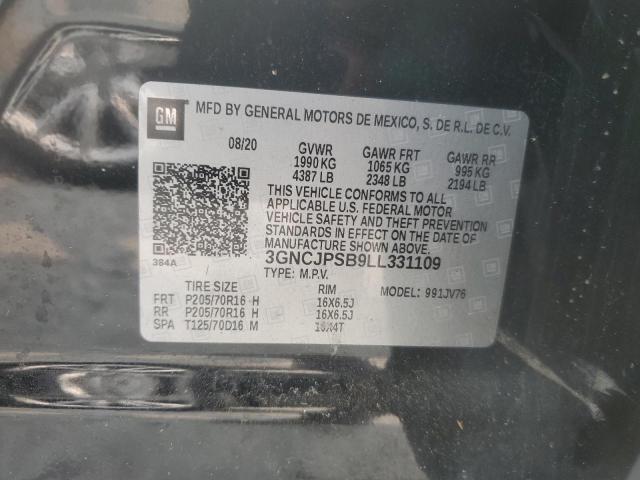 GM MFD BY GENERAL MOTORS DE MEXICO, S. DE R.L. DE C.V.
08/20 GVWR GAWR FRT GAWR RR
1990 KG 1065 KG 995 KG
4387 LB 2348 LB 2194 LB
THIS VEHICLE CONFORMS TO ALL
APPLICABLE U.S. FEDERAL MOTOR
VEHICLE SAFETY AND THEFT PREVENTION
STANDARDS IN EFFECT ON THE DATE OF
MANUFACTURE SHOWN ABOVE.
384A 3GNCJPSB9LL331109
TYPE: M.P.V.
TIRE SIZE RIM MODEL: 991JV76
FRT P205/70R16 H 16X6.5J
RR P205/70R16 H 16X6.5J
SPA T125/70D16 M 16X4T